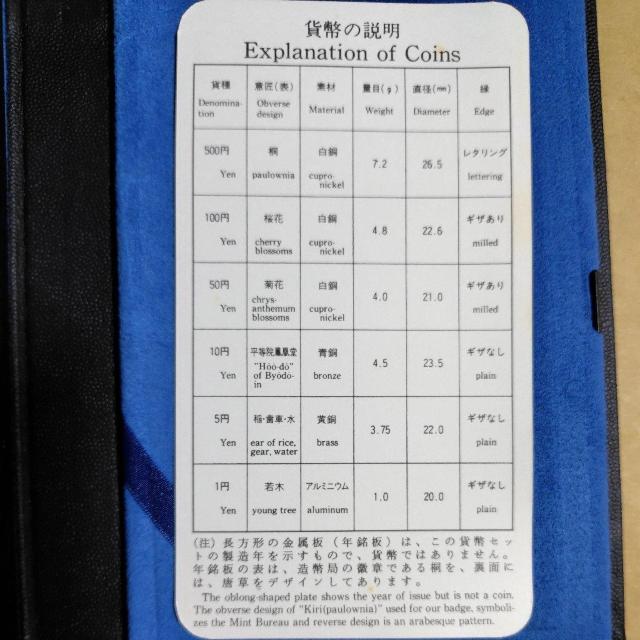 貨幣の説明
Explanation of Coins
貨種 意匠(表) 素材 量目(g) 直径(mm) 縁
Denomina-
tion
Obverse
design
Material Weight Diameter Edge
500円 桐 白銅 7.2 26.5 レタリング
Yen paulownia cupro-
nickel
lettering
100円 桜花 白銅 4.8 22.6 ギザあり
Yen cherry
blossoms
cupro-
nickel
milled
50円 菊花 白銅 4.0 21.0 ギザあり
Yen chrys-
anthemum
blossoms
cupro-
nickel
milled
10円 平等院鳳凰堂 青銅 4.5 23.5 ギザなし
Yen "Hōō-dō"
of Byōdō-
in
bronze plain
5円 稲・歯車・水 黄銅 3.75 22.0 ギザなし
Yen ear of rice,
gear, water
brass plain
1円 若木 アルミニウム 1.0 20.0 ギザなし
Yen young tree aluminum plain
(注)長方形の金属板(年銘板)は、この貨幣セッ
トの製造年を示すもので、貨幣ではありません。
年銘板の表は、造幣局の徽章である桐を、裏面に
は、唐草をデザインしてあります。
The oblong-shaped plate shows the year of issue but is not a coin.
The obverse design of "Kiri(paulownia)" used for our badge, symboli-
zes the Mint Bureau and reverse design is an arabesque pattern.